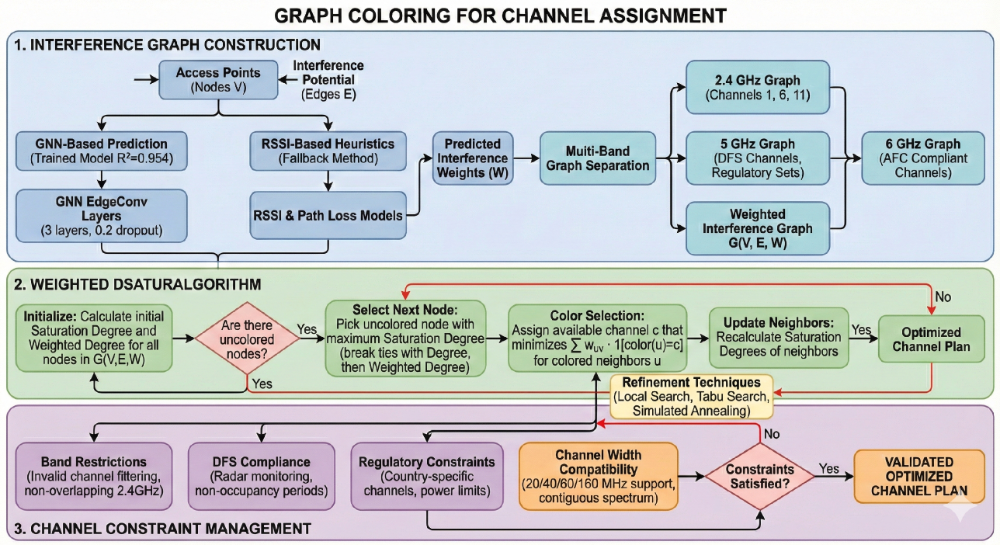 GRAPH COLORING FOR CHANNEL ASSIGNMENT
1. INTERFERENCE GRAPH CONSTRUCTION
Access Points
(Nodes V)
Interference
Potential
(Edges E)
GNN-Based Prediction
(Trained Model R²=0.954)
GNN EdgeConv
Layers
(3 layers, 0.2 dropout)
RSSI-Based Heuristics
(Fallback Method)
RSSI & Path Loss Models
Predicted
Interference
Weights (W)
Multi-Band
Graph Separation
2.4 GHz Graph
(Channels 1, 6, 11)
5 GHz Graph
(DFS Channels,
Regulatory Sets)
Weighted
Interference Graph
G(V, E, W)
6 GHz Graph
(AFC Compliant
Channels)
2. WEIGHTED DSATURALGORITHM
Initialize: Calculate initial
Saturation Degree and
Weighted Degree for all
nodes in G(V,E,W)
Are there
uncolored
nodes?
Yes
Yes
Select Next Node:
Pick uncolored node with
maximum Saturation Degree
(break ties with Degree,
then Weighted Degree)
Color Selection:
Assign available channel c that
minimizes ∑ wᵤᵥ · 1[color(u)=c]
for colored neighbors u
Update Neighbors:
Recalculate Saturation
Degrees of neighbors
Yes
No
Optimized
Channel Plan
Refinement Techniques
(Local Search, Tabu Search,
Simulated Annealing)
Band Restrictions
(Invalid channel fittering,
non-overlapping 2.4GHz)
DFS Compliance
(Radar monitoring,
non-occupancy periods)
Regulatory Constraints
(Country-specific
channels, power limits)
Channel Width
Compatibility
(20/40/60/160 MHz support,
contiguous spectrum)
No
Constraints
Satisfied?
Yes
VALIDATED
OPTIMIZED
CHANNEL PLAN
3. CHANNEL CONSTRAINT MANAGEMENT